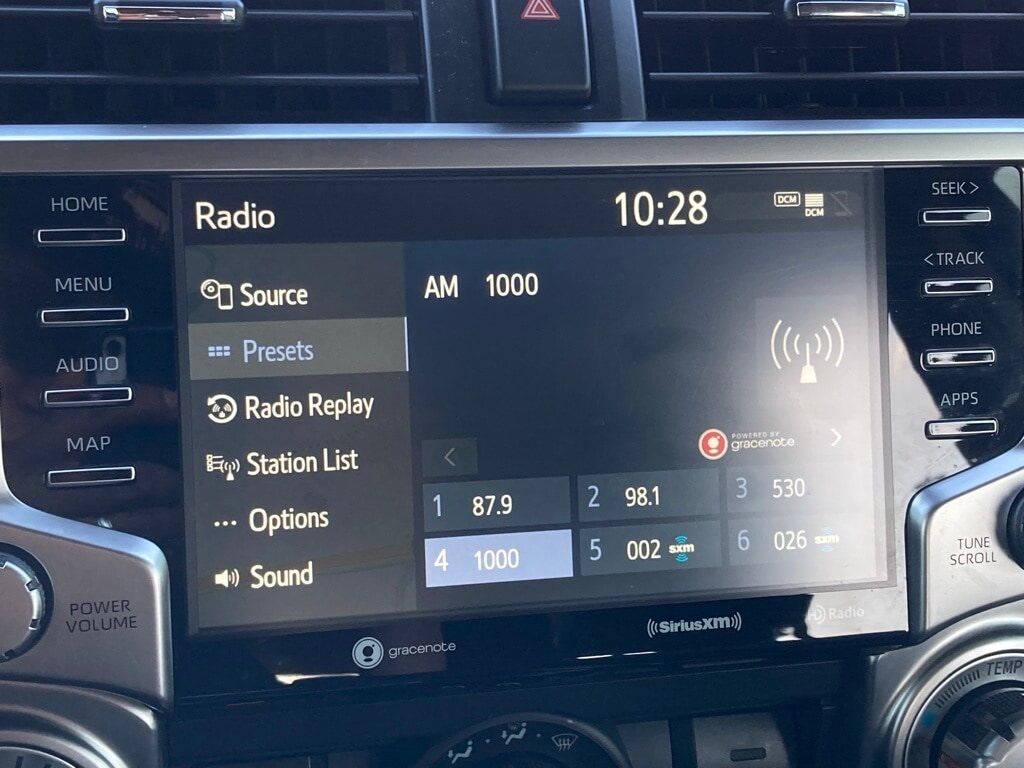 HOME
MENU
AUDIO
MAP
POWER
VOLUME
Radio
10:28
DCM
DCM
Source
Presets
Radio Replay
Station List
Options
Sound
AM 1000
POWERED BY
gracenote
1 87.9
2 98.1
3 530
4 1000
5 002 sxm
6 026 sxm
gracenote
((SiriusXM))
HD Radio
SEEK >
< TRACK
PHONE
APPS
TUNE
SCROLL
TEMP